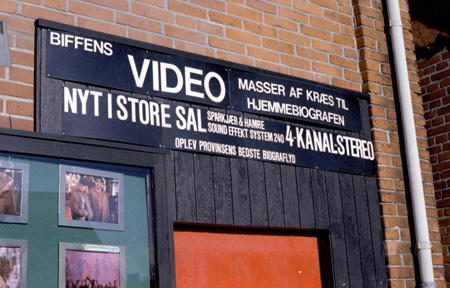 BIFFENS VIDEO MASSER AF KRÆS TIL
HJEMMEBIOGRAFEN
NYT I STORE SAL SPARKJÆR & HAMRE
SOUND EFFEKT SYSTEM 240 4-KANALSTEREO
OPLEV PROVINSENS BEDSTE BIOGRAFLYD